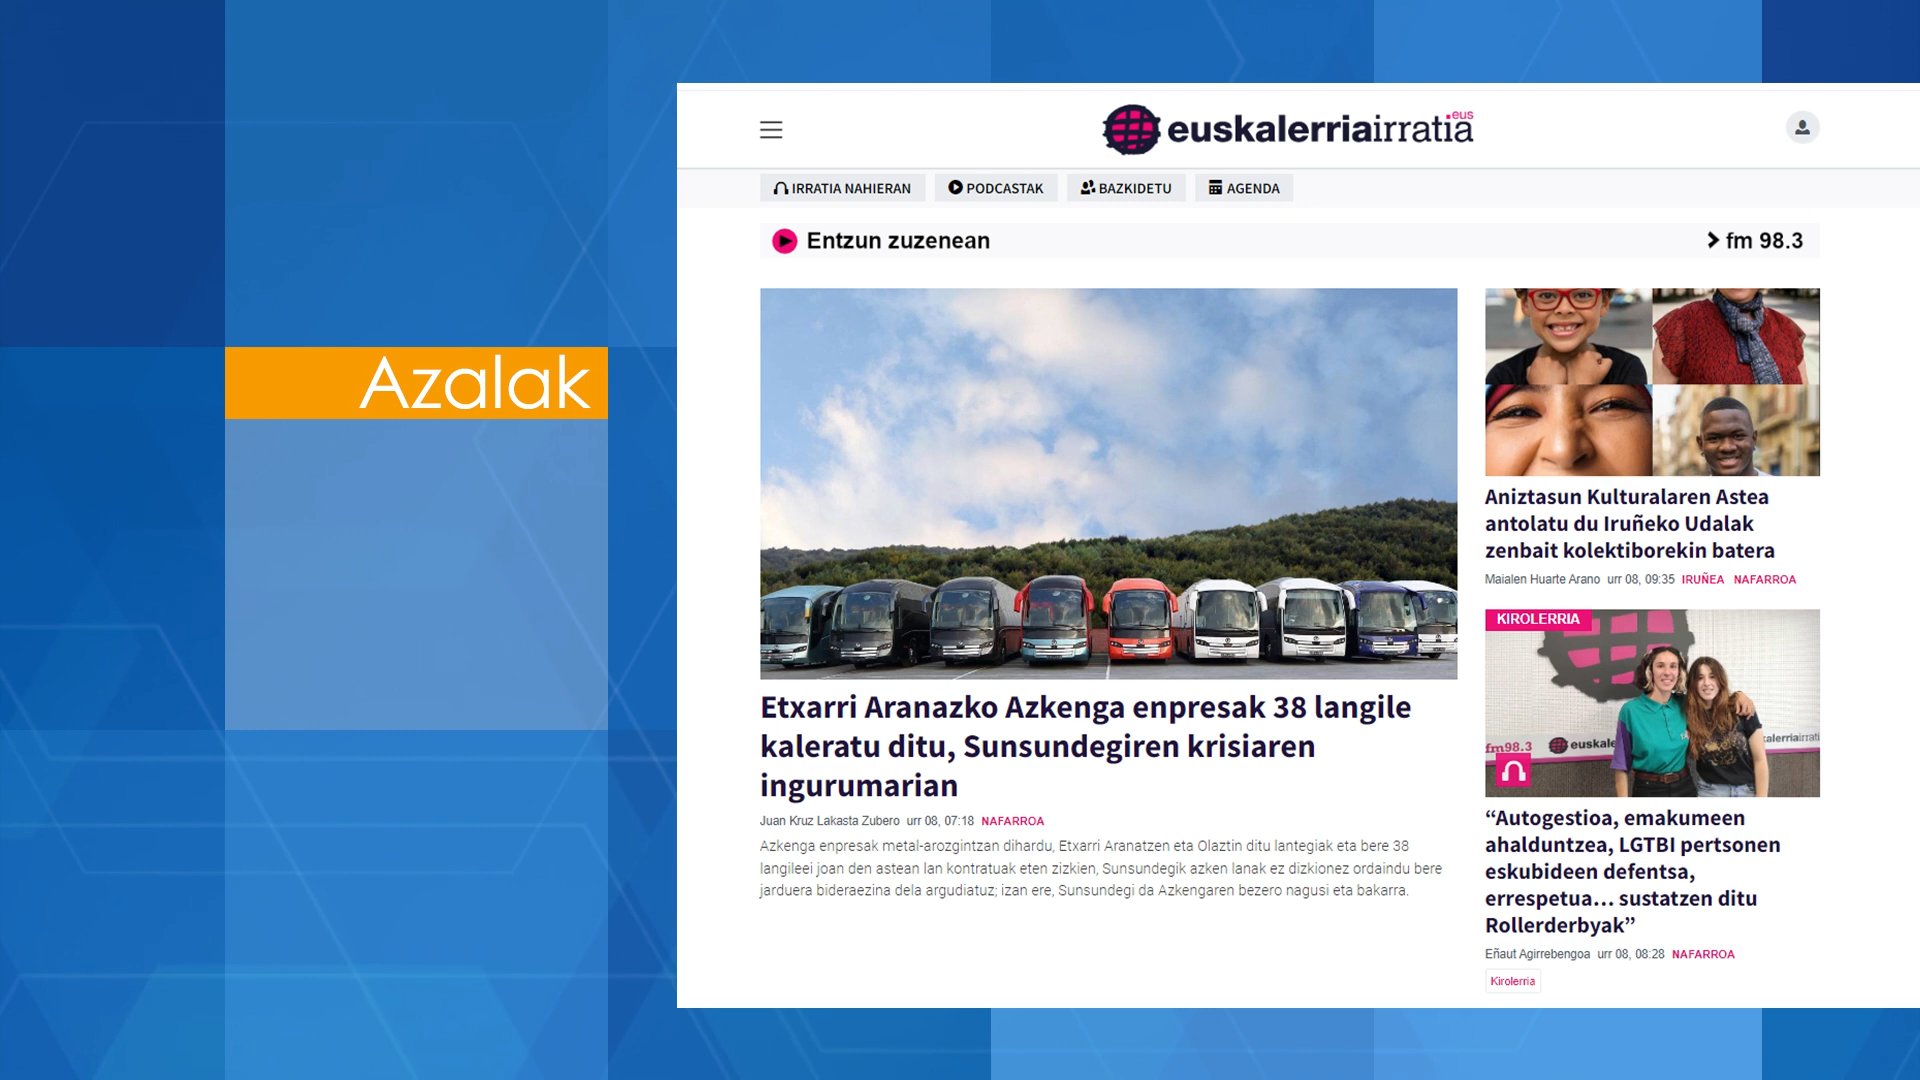 Azalak
euskalerriairratia.eus
IRRATIA NAHIERAN
PODCASTAK
BAZKIDETU
AGENDA
Entzun zuzenean
fm 98.3
Etxarri Aranazko Azkenga enpresak 38 langile
kaleratu ditu, Sunsundegiren krisiaren
ingurumarian
Juan Kruz Lakasta Zubero urr 08, 07:18 NAFARROA
Azkenga enpresak metal-arozgintzan dihardu, Etxarri Aranatzen eta Olaztin ditu lantegiak eta bere 38
langileei joan den astean lan kontratuak eten zizkien, Sunsundegik azken lanak ez dizkionez ordaindu bere
jarduera bideraezina dela argudiatuz; izan ere, Sunsundegi da Azkengaren bezero nagusi eta bakarra.
Aniztasun Kulturalaren Astea
antolatu du Iruñeko Udalak
zenbait kolektiborekin batera
Maialen Huarte Arano urr 08, 09:35 IRUÑEA NAFARROA
KIROLERRIA
fm98.3
euskale
alerriairrati
“Autogestioa, emakumeen
ahalduntzea, LGTBI pertsonen
eskubideen defentsa,
errespetua… sustatzen ditu
Rollerderbyak”
Eñaut Agirrebengoa urr 08, 08:28 NAFARROA
Kirolerria